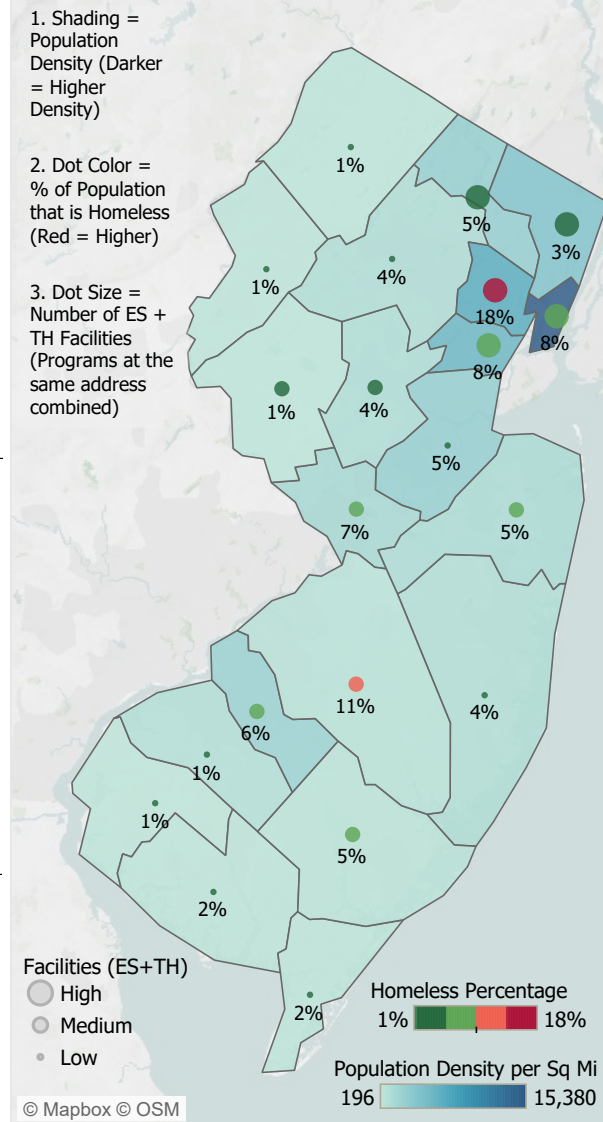 1. Shading =
Population
Density (Darker
= Higher
Density)
2. Dot Color =
% of Population
that is Homeless
(Red = Higher)
3. Dot Size =
Number of ES +
TH Facilities
(Programs at the
same address
combined)
1%
5%
3%
1%
4%
18%
8%
8%
1%
4%
5%
7%
5%
11%
4%
6%
1%
1%
5%
2%
2%
Facilities (ES+TH)
High
Medium
Low
Homeless Percentage
1% 18%
Population Density per Sq Mi
196 15,380
© Mapbox © OSM